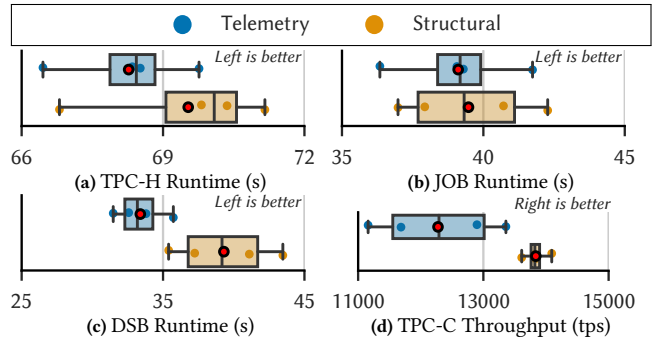 Telemetry Structural
Left is better Left is better
66 69 72 35 40 45
(a) TPC-H Runtime (s) (b) JOB Runtime (s)
Left is better Right is better
25 35 45 11000 13000 15000
(c) DSB Runtime (s) (d) TPC-C Throughput (tps)